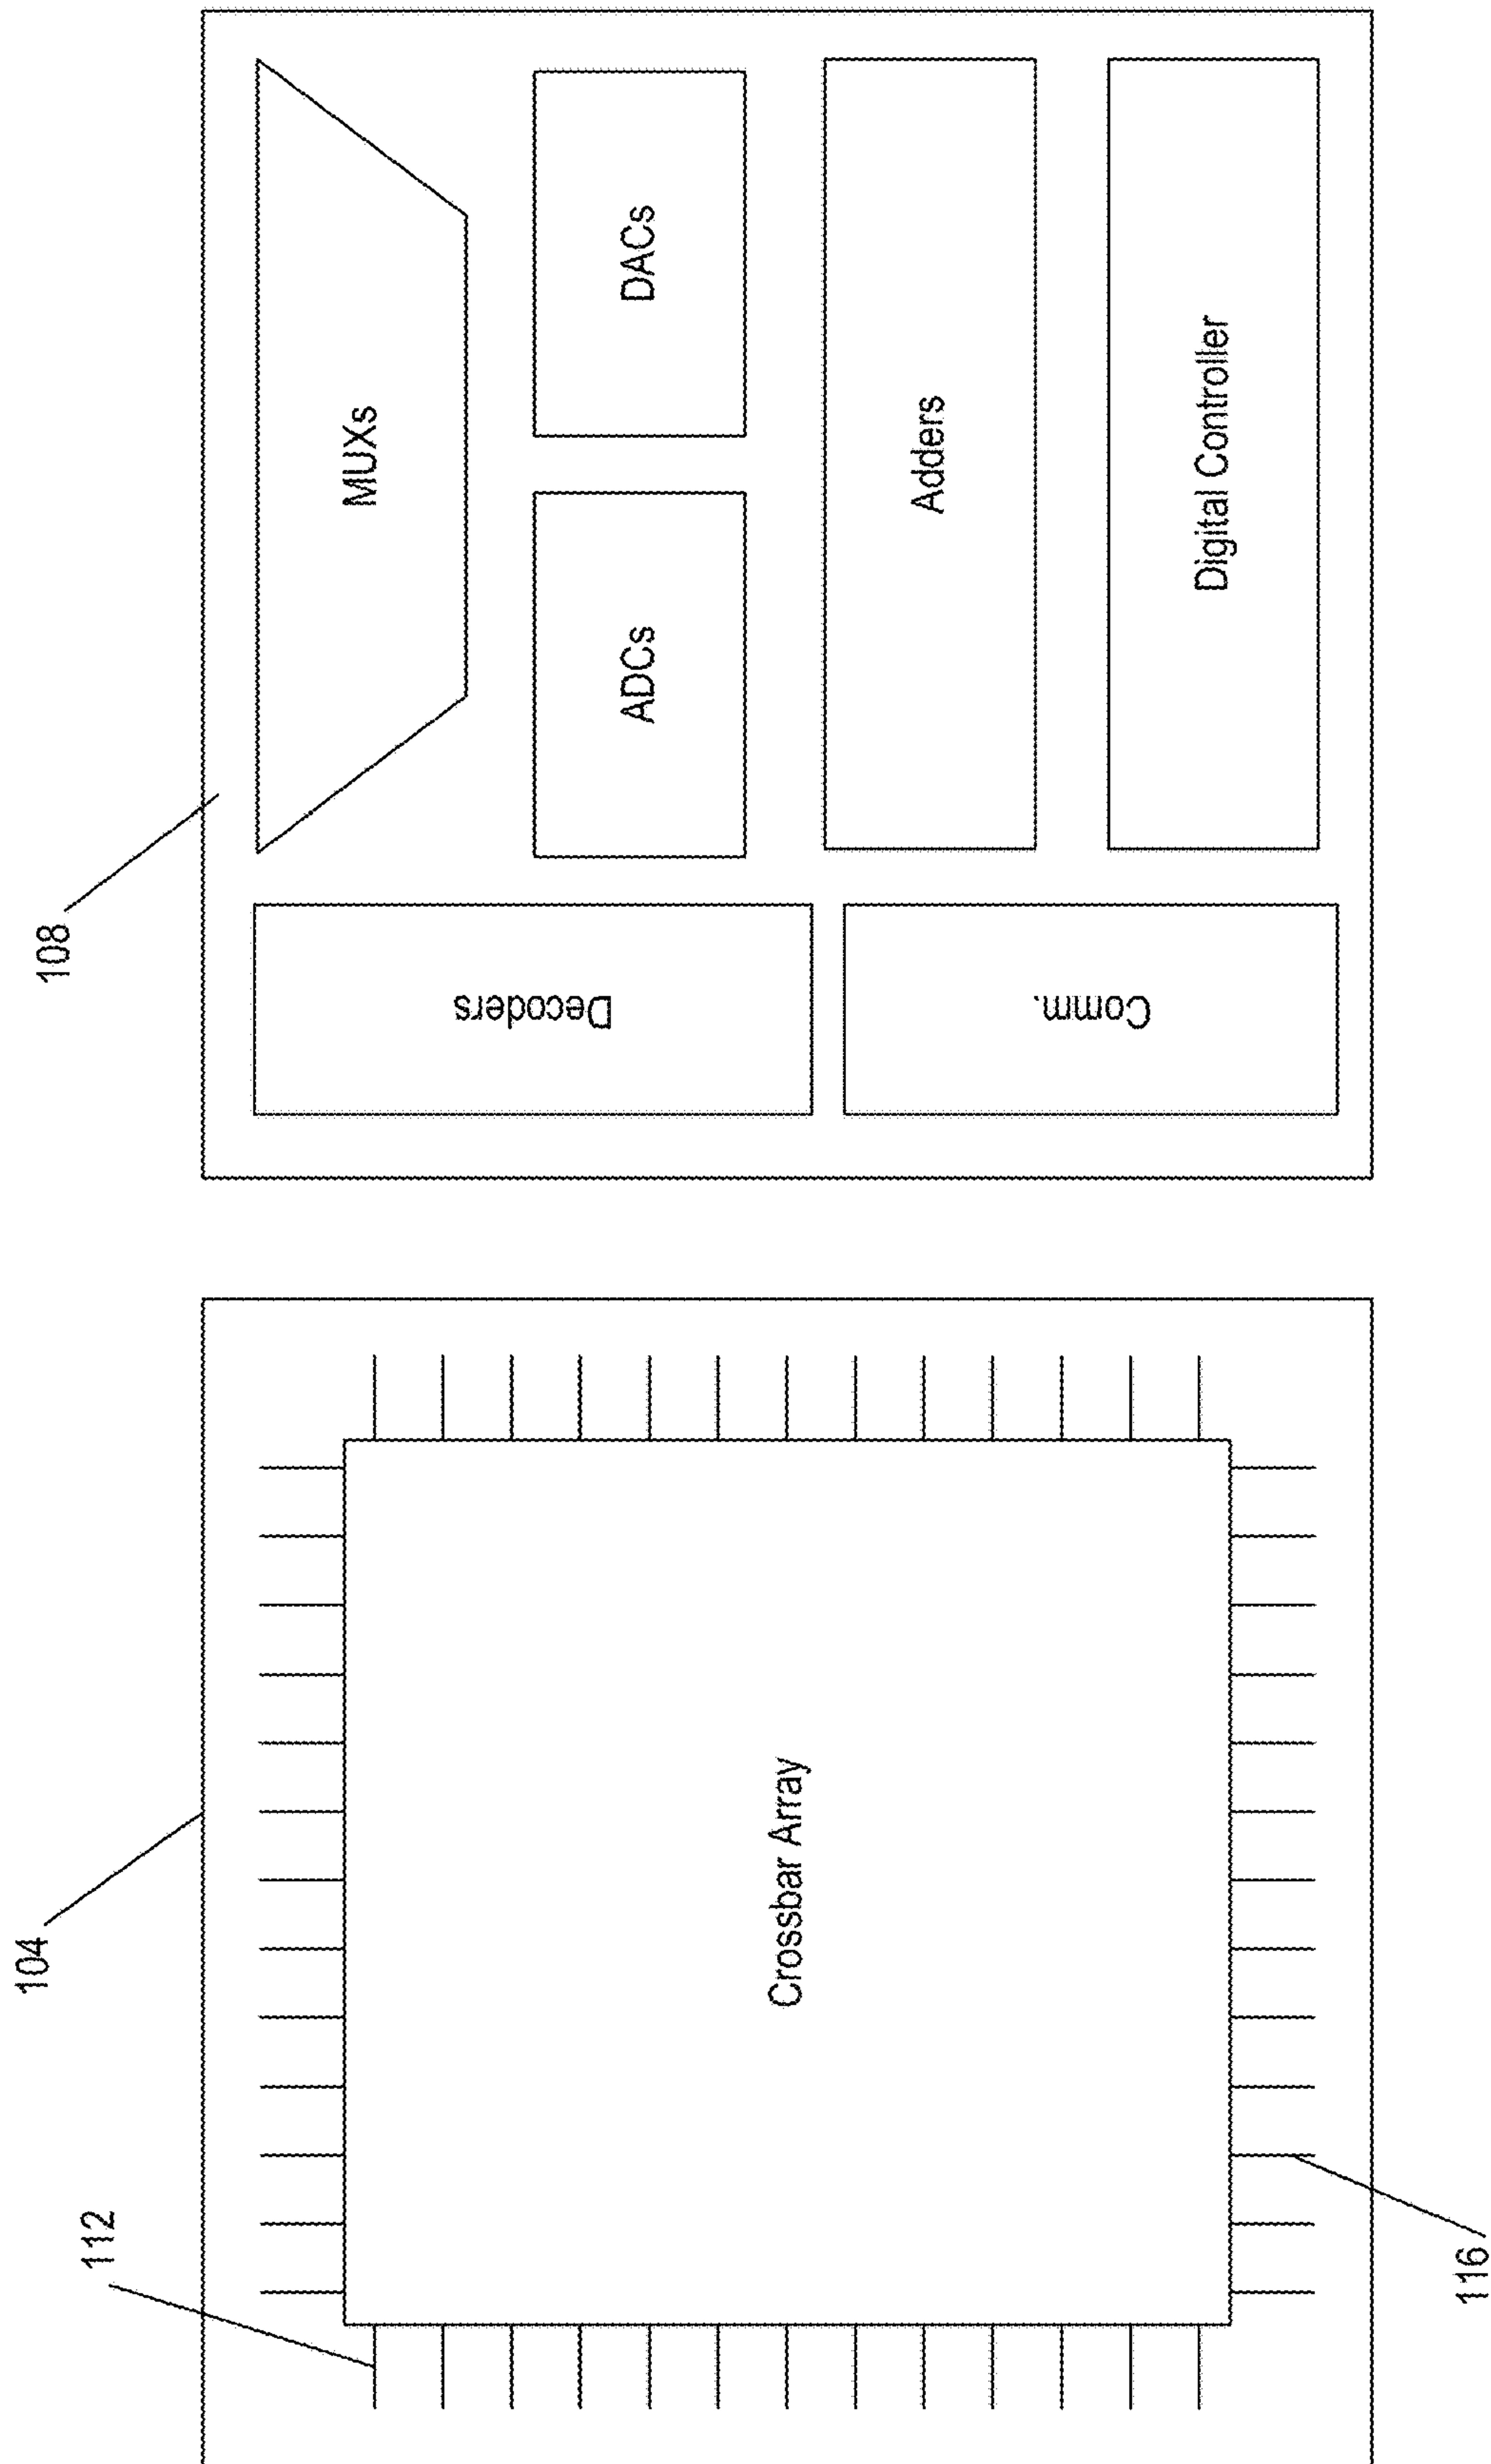 104
112
Crossbar Array
116
108
Decoders
Comm.
MUXs
ADCs
DACs
Adders
Digital Controller